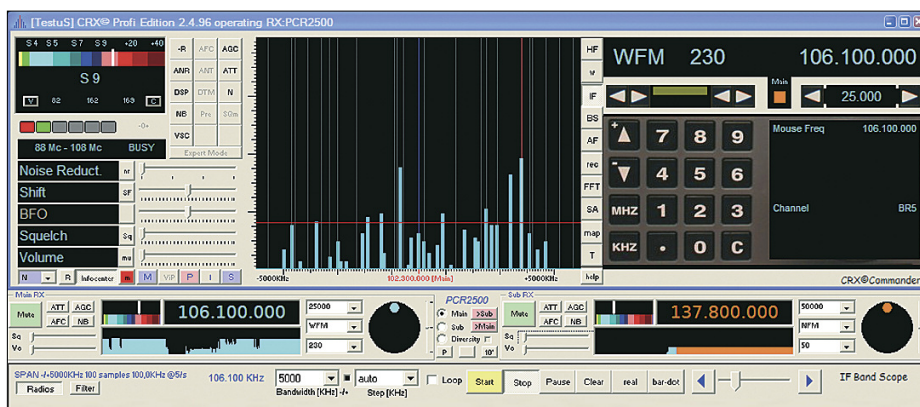 [TestuS] CRX@ Profi Edition 2.4.96 operating RX:PCR2500
S 4 S 5 S 7 S 9 +20 +40
S 9
V 82 162 163 C
-0+
88 Mc - 108 Mc BUSY
-R AFC AGC
ANR ANT ATT
DSP DTM N
NB Pre SQm
VSC
Expert Mode
Noise Reduct. nr
Shift SF
BFO
Squelch Sq
Volume mu
N R Infocenter m M VIP P I S
-5000KHz 102.300.000 [Main] +5000KHz
HF
w
IF
BS
AF
rec
FFT
SA
map
T
help
WFM 230 106.100.000
Main
25.000
+ 7 8 9
- 4 5 6
MHZ 1 2 3
KHZ . 0 C
Mouse Freq 106.100.000
Channel BR5
CRX@Commander
Main RX
Mute ATT AGC
AFC NB
106.100.000
25000
WFM
230
Sq
Vo
PCR2500
Main >Sub
Sub >Main
Diversity
P 10'
Sub RX
Mute ATT AGC
AFC NB
137.800.000
50000
NFM
50
Sq
Vo
SPAN -/+5000KHz 100 samples 100,0KHz @5/s
Radios Filter
106.100 KHz
5000 auto
Bandwidth [KHz] -/+ Step [KHz]
Loop Start Stop Pause Clear real bar-dot
IF Band Scope